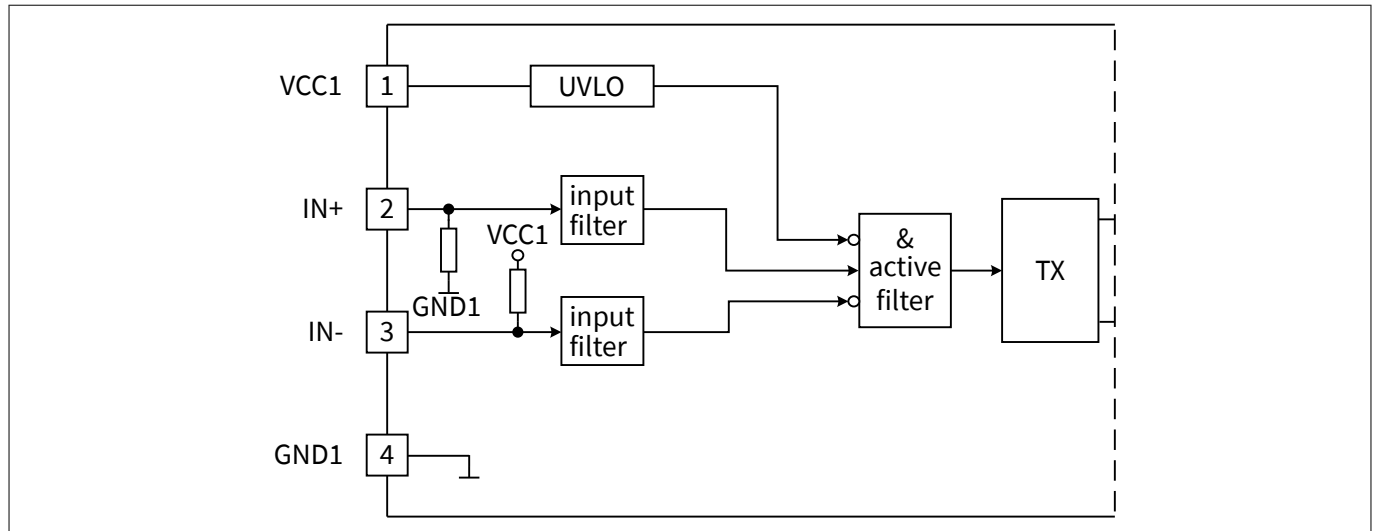 VCC1
1
UVLO
IN+
2
input
filter
VCC1
&
active
filter
TX
GND1
IN-
3
input
filter
GND1
4